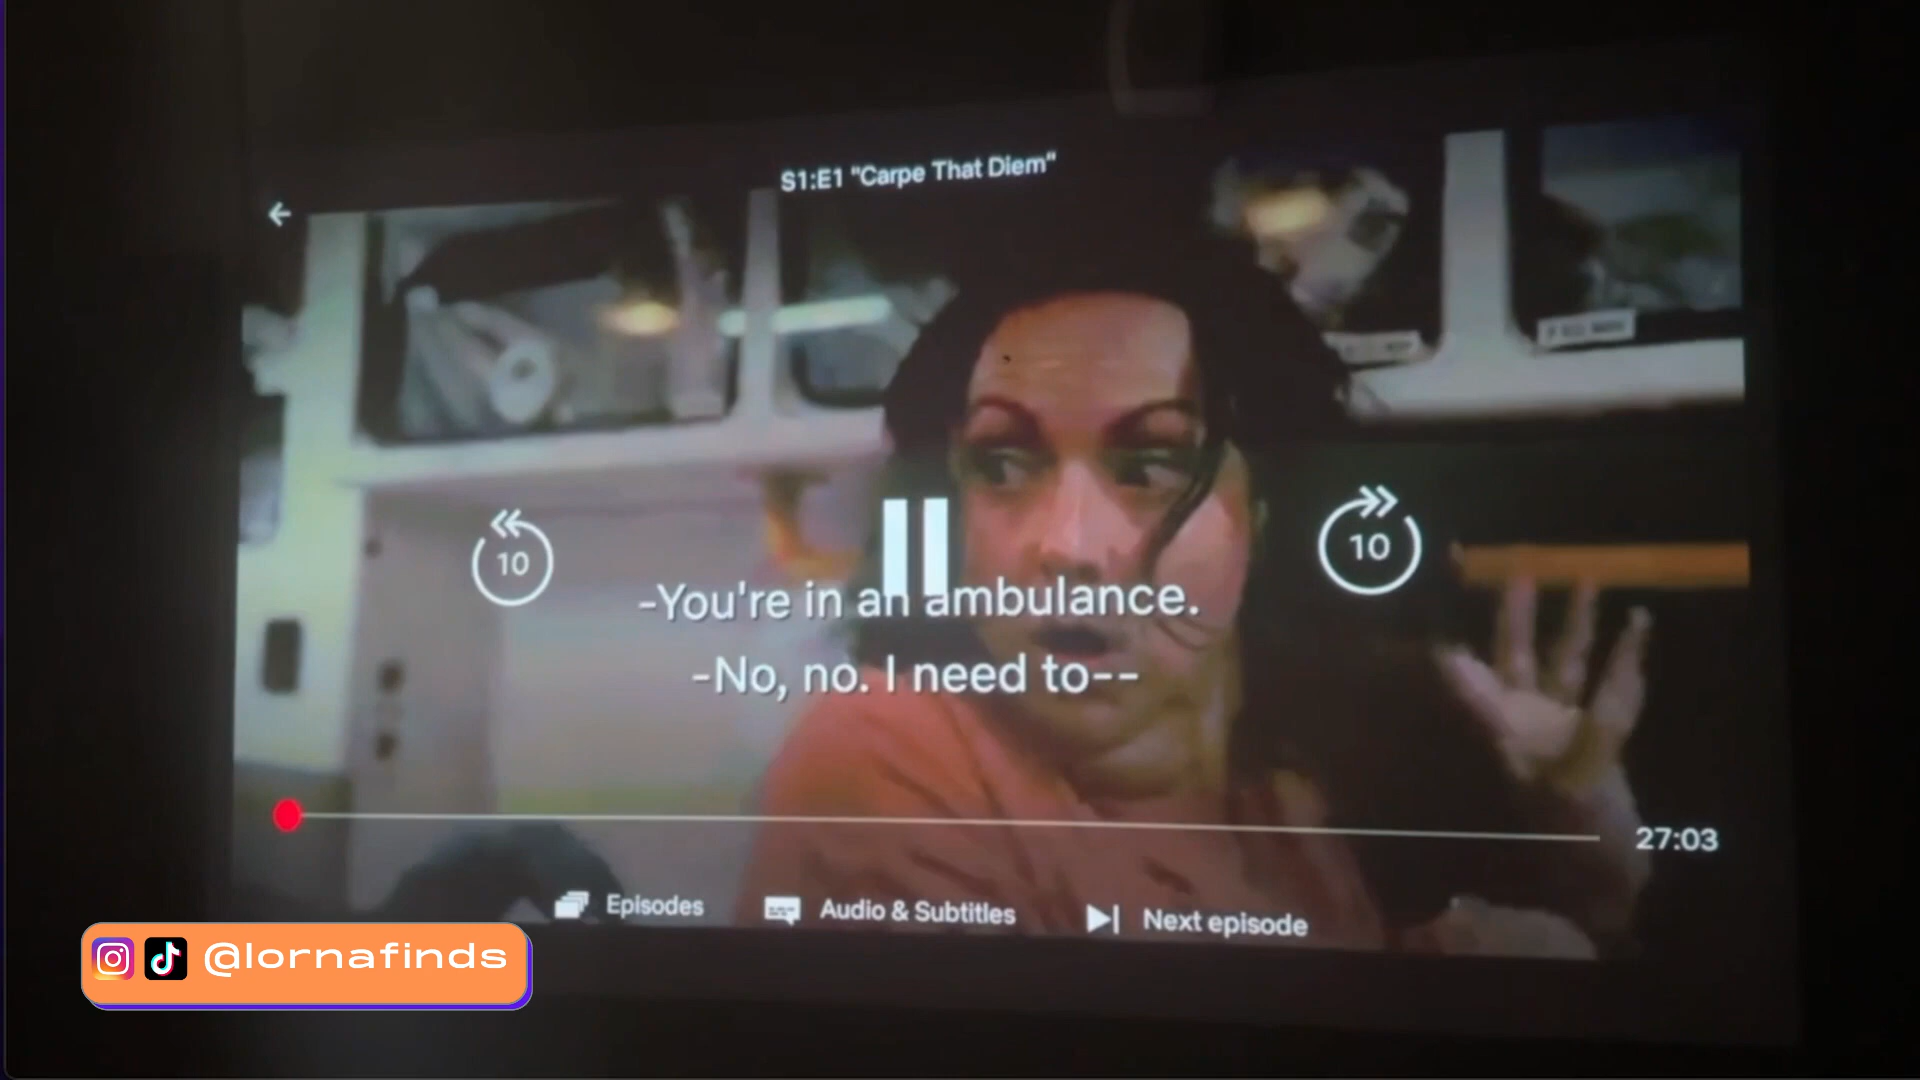 S1:E1 "Carpe That Diem"
10
10
-You're in an ambulance.
-No, no. I need to--
27:03
Episodes
Audio & Subtitles
Next episode
@lornafinds